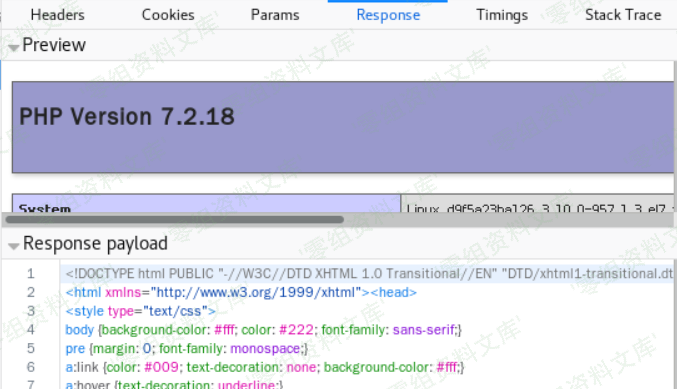 Headers Cookies Params Response Timings Stack Trace
Preview
PHP Version 7.2.18
System Linux d9f5a23ba126 3.10.0-957.1.3.el7
Response payload
1 <!DOCTYPE html PUBLIC "-//W3C//DTD XHTML 1.0 Transitional//EN" "DTD/xhtml1-transitional.dt
2 <html xmlns="http://www.w3.org/1999/xhtml"><head>
3 <style type="text/css">
4 body {background-color: #fff; color: #222; font-family: sans-serif;}
5 pre {margin: 0; font-family: monospace;}
6 a:link {color: #009; text-decoration: none; background-color: #fff;}
7 a:hover {text-decoration: underline;}
'零组资料文库'